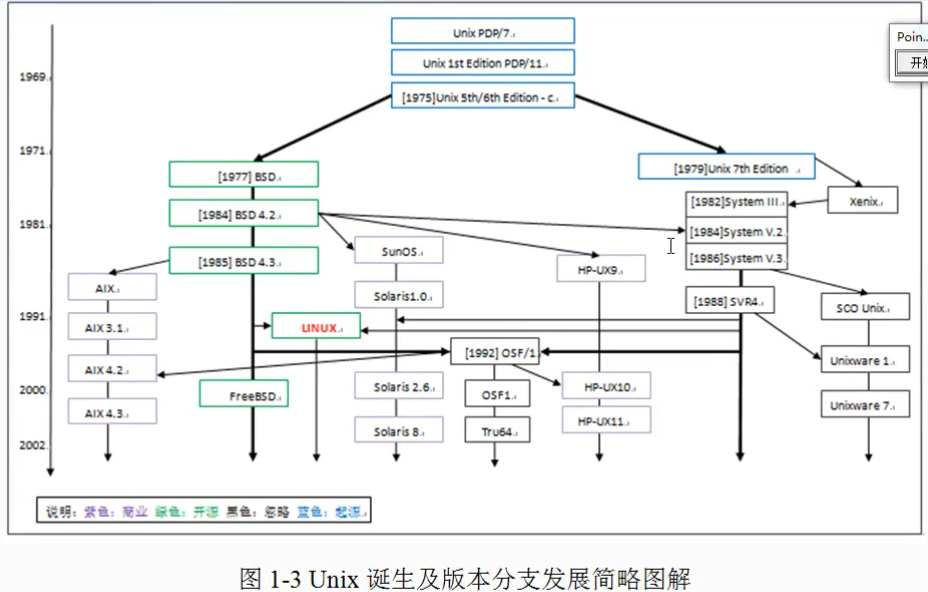 Unix PDP/7.
Poin...
开始
Unix 1st Edition PDP/11.
1969.
[1975]Unix 5th/6th Edition - c.
1971.
[1977] BSD.
[1979]Unix 7th Edition .
[1982]System III.
Xenix.
[1984] BSD 4.2.
1981.
[1984]System V.2
SunOS.
[1985] BSD 4.3.
[1986]System V.3.
HP-UX9.
AIX.
Solaris1.0.
[1988] SVR4.
SCO Unix.
1991.
AIX 3.1.
LINUX.
[1992] OSF/1.
Unixware 1.
AIX 4.2.
2000.
FreeBSD.
Solaris 2.6.
OSF1.
HP-UX10.
Unixware 7.
AIX 4.3.
HP-UX11.
Solaris 8.
Tru64.
2002.
说明：紫色：商业 绿色：开源 黑色：忽略 蓝色：起源.
图 1-3 Unix 诞生及版本分支发展简略图解